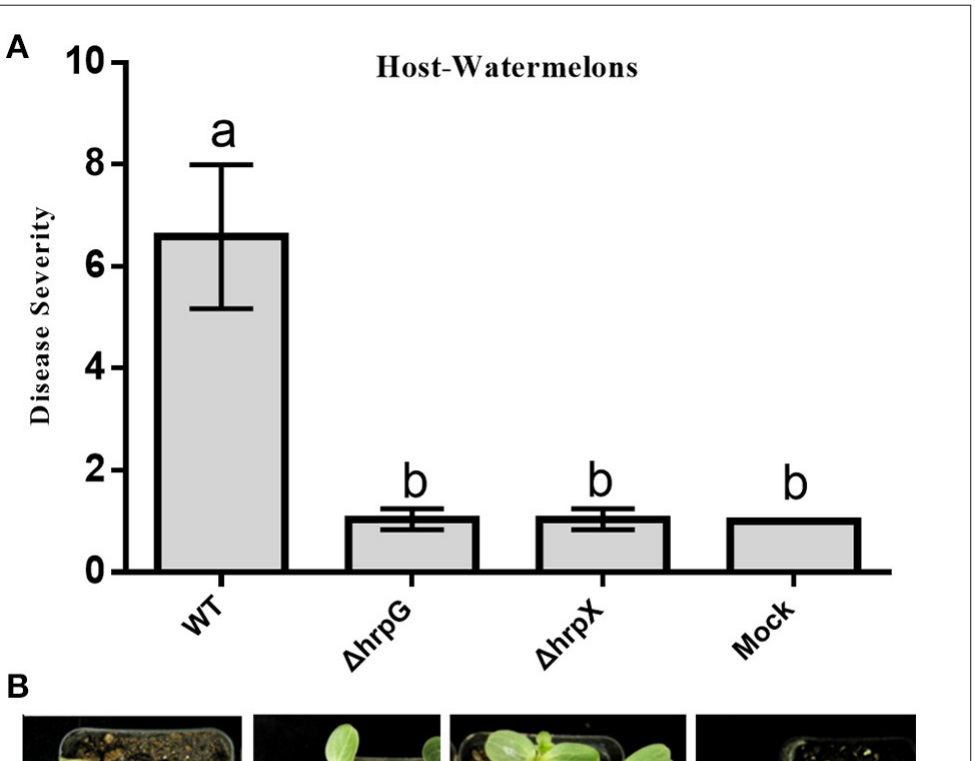 A
Host-Watermelons
10
8
6
4
2
0
Disease Severity
a
b
b
b
WT
ΔhrpG
ΔhrpX
Mock
B